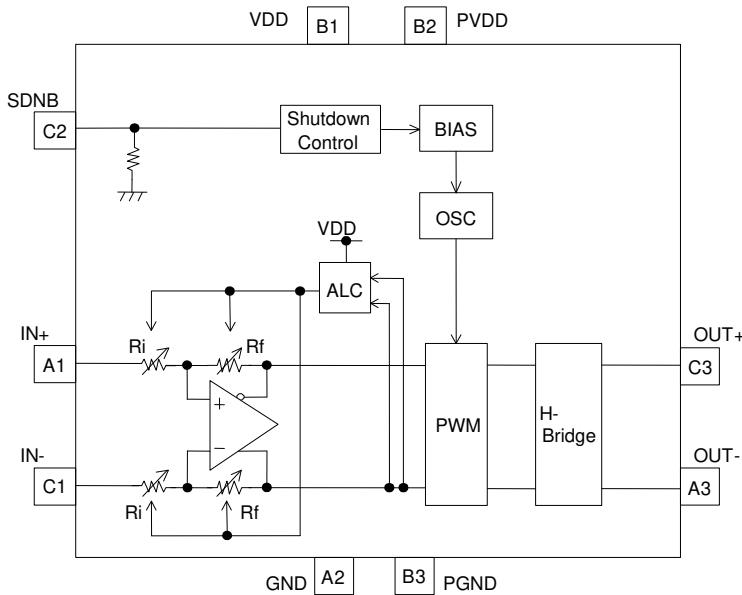 VDD
B1
B2
PVDD
SDNB
C2
Shutdown
Control
BIAS
OSC
VDD
ALC
IN+
A1
Ri
Rf
+
OUT+
C3
PWM
H-
Bridge
−
IN-
C1
Ri
Rf
OUT-
A3
GND
A2
B3
PGND